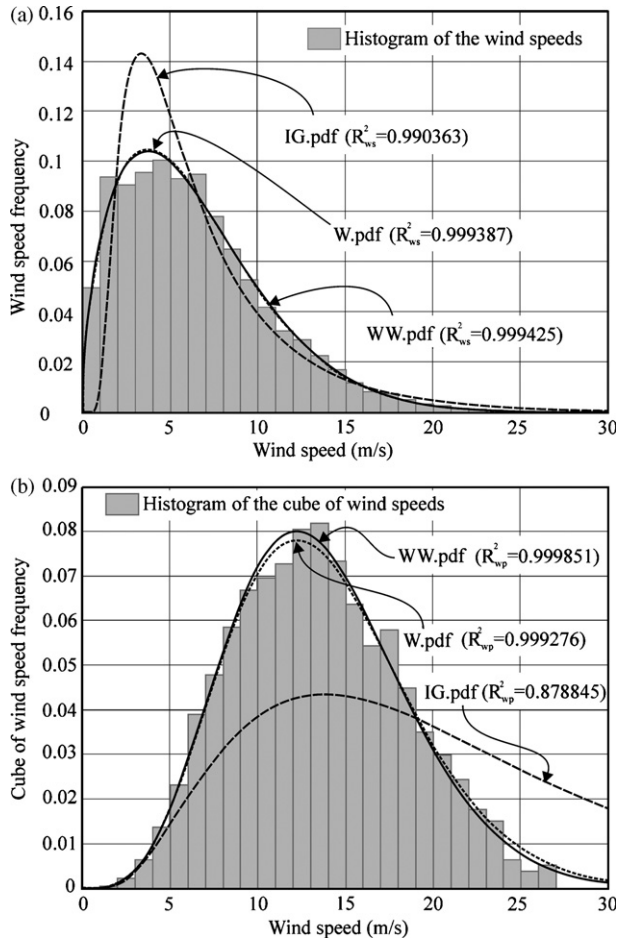 (a)
0.16
Histogram of the wind speeds
0.14
0.12
IG.pdf (R²ws=0.990363)
0.1
W.pdf (R²ws=0.999387)
0.08
0.06
WW.pdf (R²ws=0.999425)
0.04
0.02
0
Wind speed frequency
0 5 10 15 20 25 30
Wind speed (m/s)
(b)
0.09
Histogram of the cube of wind speeds
0.08
WW.pdf (R²wp=0.999851)
0.07
W.pdf (R²wp=0.999276)
0.06
0.05
IG.pdf (R²wp=0.878845)
0.04
0.03
0.02
0.01
0
Cube of wind speed frequency
0 5 10 15 20 25 30
Wind speed (m/s)